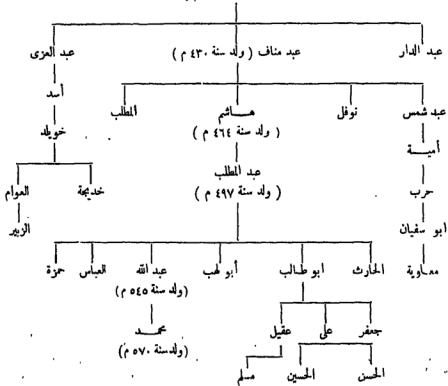 عبد الدار عبد مناف ( ولد سنة ٤٣٠ م ) عبد العزى
عبد شمس نوفل هاشم المطلب أسد
( ولد سنة ٤٦٤ م )
أمية عبد المطلب خويلد
حرب ( ولد سنة ٤٩٧ م ) خديجة العوام
أبو سفيان الزبير
معاوية الحارث ابو طالب أبو لهب عبد الله العباس حمزة
(ولد سنة ٥٤٥ م)
جعفر على عقيل محمد
(ولد سنة ٥٧٠ م)
الحسن الحسين مسلم